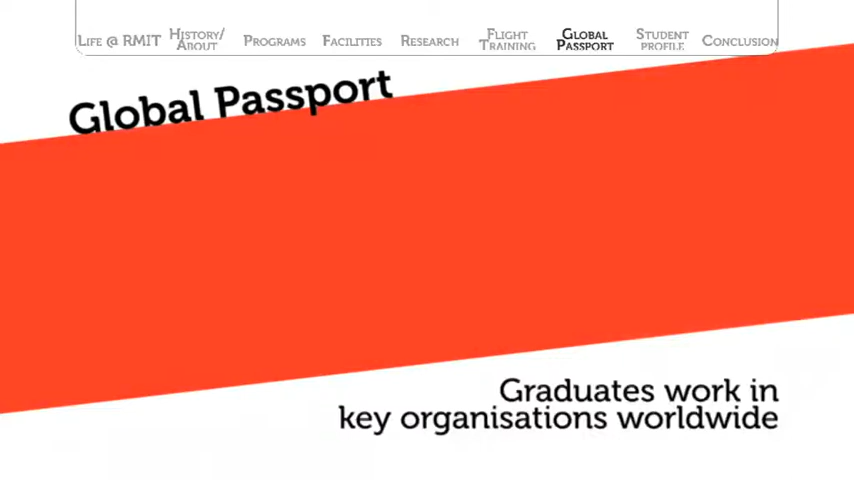 Life @ RMIT
History/
About
Programs
Facilities
Research
Flight
Training
Global
Passport
Student
profile
Conclusion
Global Passport
Graduates work in
key organisations worldwide